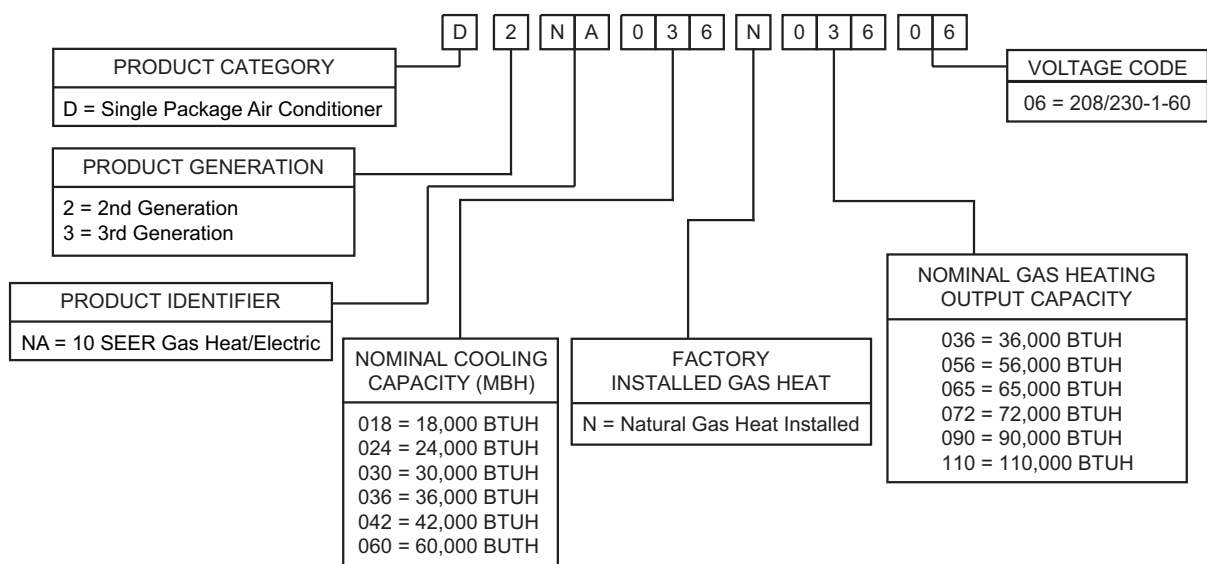 D 2 N A 0 3 6 N 0 3 6 0 6
PRODUCT CATEGORY
D = Single Package Air Conditioner
VOLTAGE CODE
06 = 208/230-1-60
PRODUCT GENERATION
2 = 2nd Generation
3 = 3rd Generation
PRODUCT IDENTIFIER
NA = 10 SEER Gas Heat/Electric
NOMINAL COOLING
CAPACITY (MBH)
018 = 18,000 BTUH
024 = 24,000 BTUH
030 = 30,000 BTUH
036 = 36,000 BTUH
042 = 42,000 BTUH
060 = 60,000 BUTH
FACTORY
INSTALLED GAS HEAT
N = Natural Gas Heat Installed
NOMINAL GAS HEATING
OUTPUT CAPACITY
036 = 36,000 BTUH
056 = 56,000 BTUH
065 = 65,000 BTUH
072 = 72,000 BTUH
090 = 90,000 BTUH
110 = 110,000 BTUH